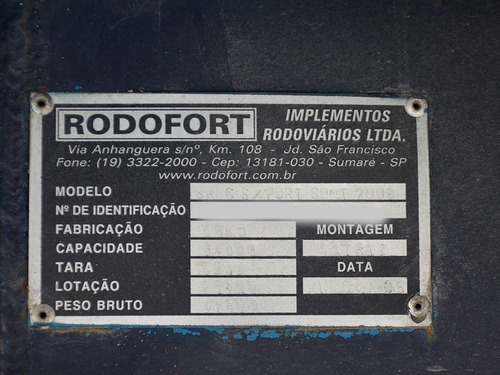 RODOFORT
IMPLEMENTOS
RODOVIÁRIOS LTDA.
Via Anhanguera s/nº, Km. 108 - Jd. São Francisco
Fone: (19) 3322-2000 - Cep: 13181-030 - Sumaré - SP
www.rodofort.com.br
MODELO
Nº DE IDENTIFICAÇÃO
FABRICAÇÃO MONTAGEM
CAPACIDADE
TARA DATA
LOTAÇÃO
PESO BRUTO